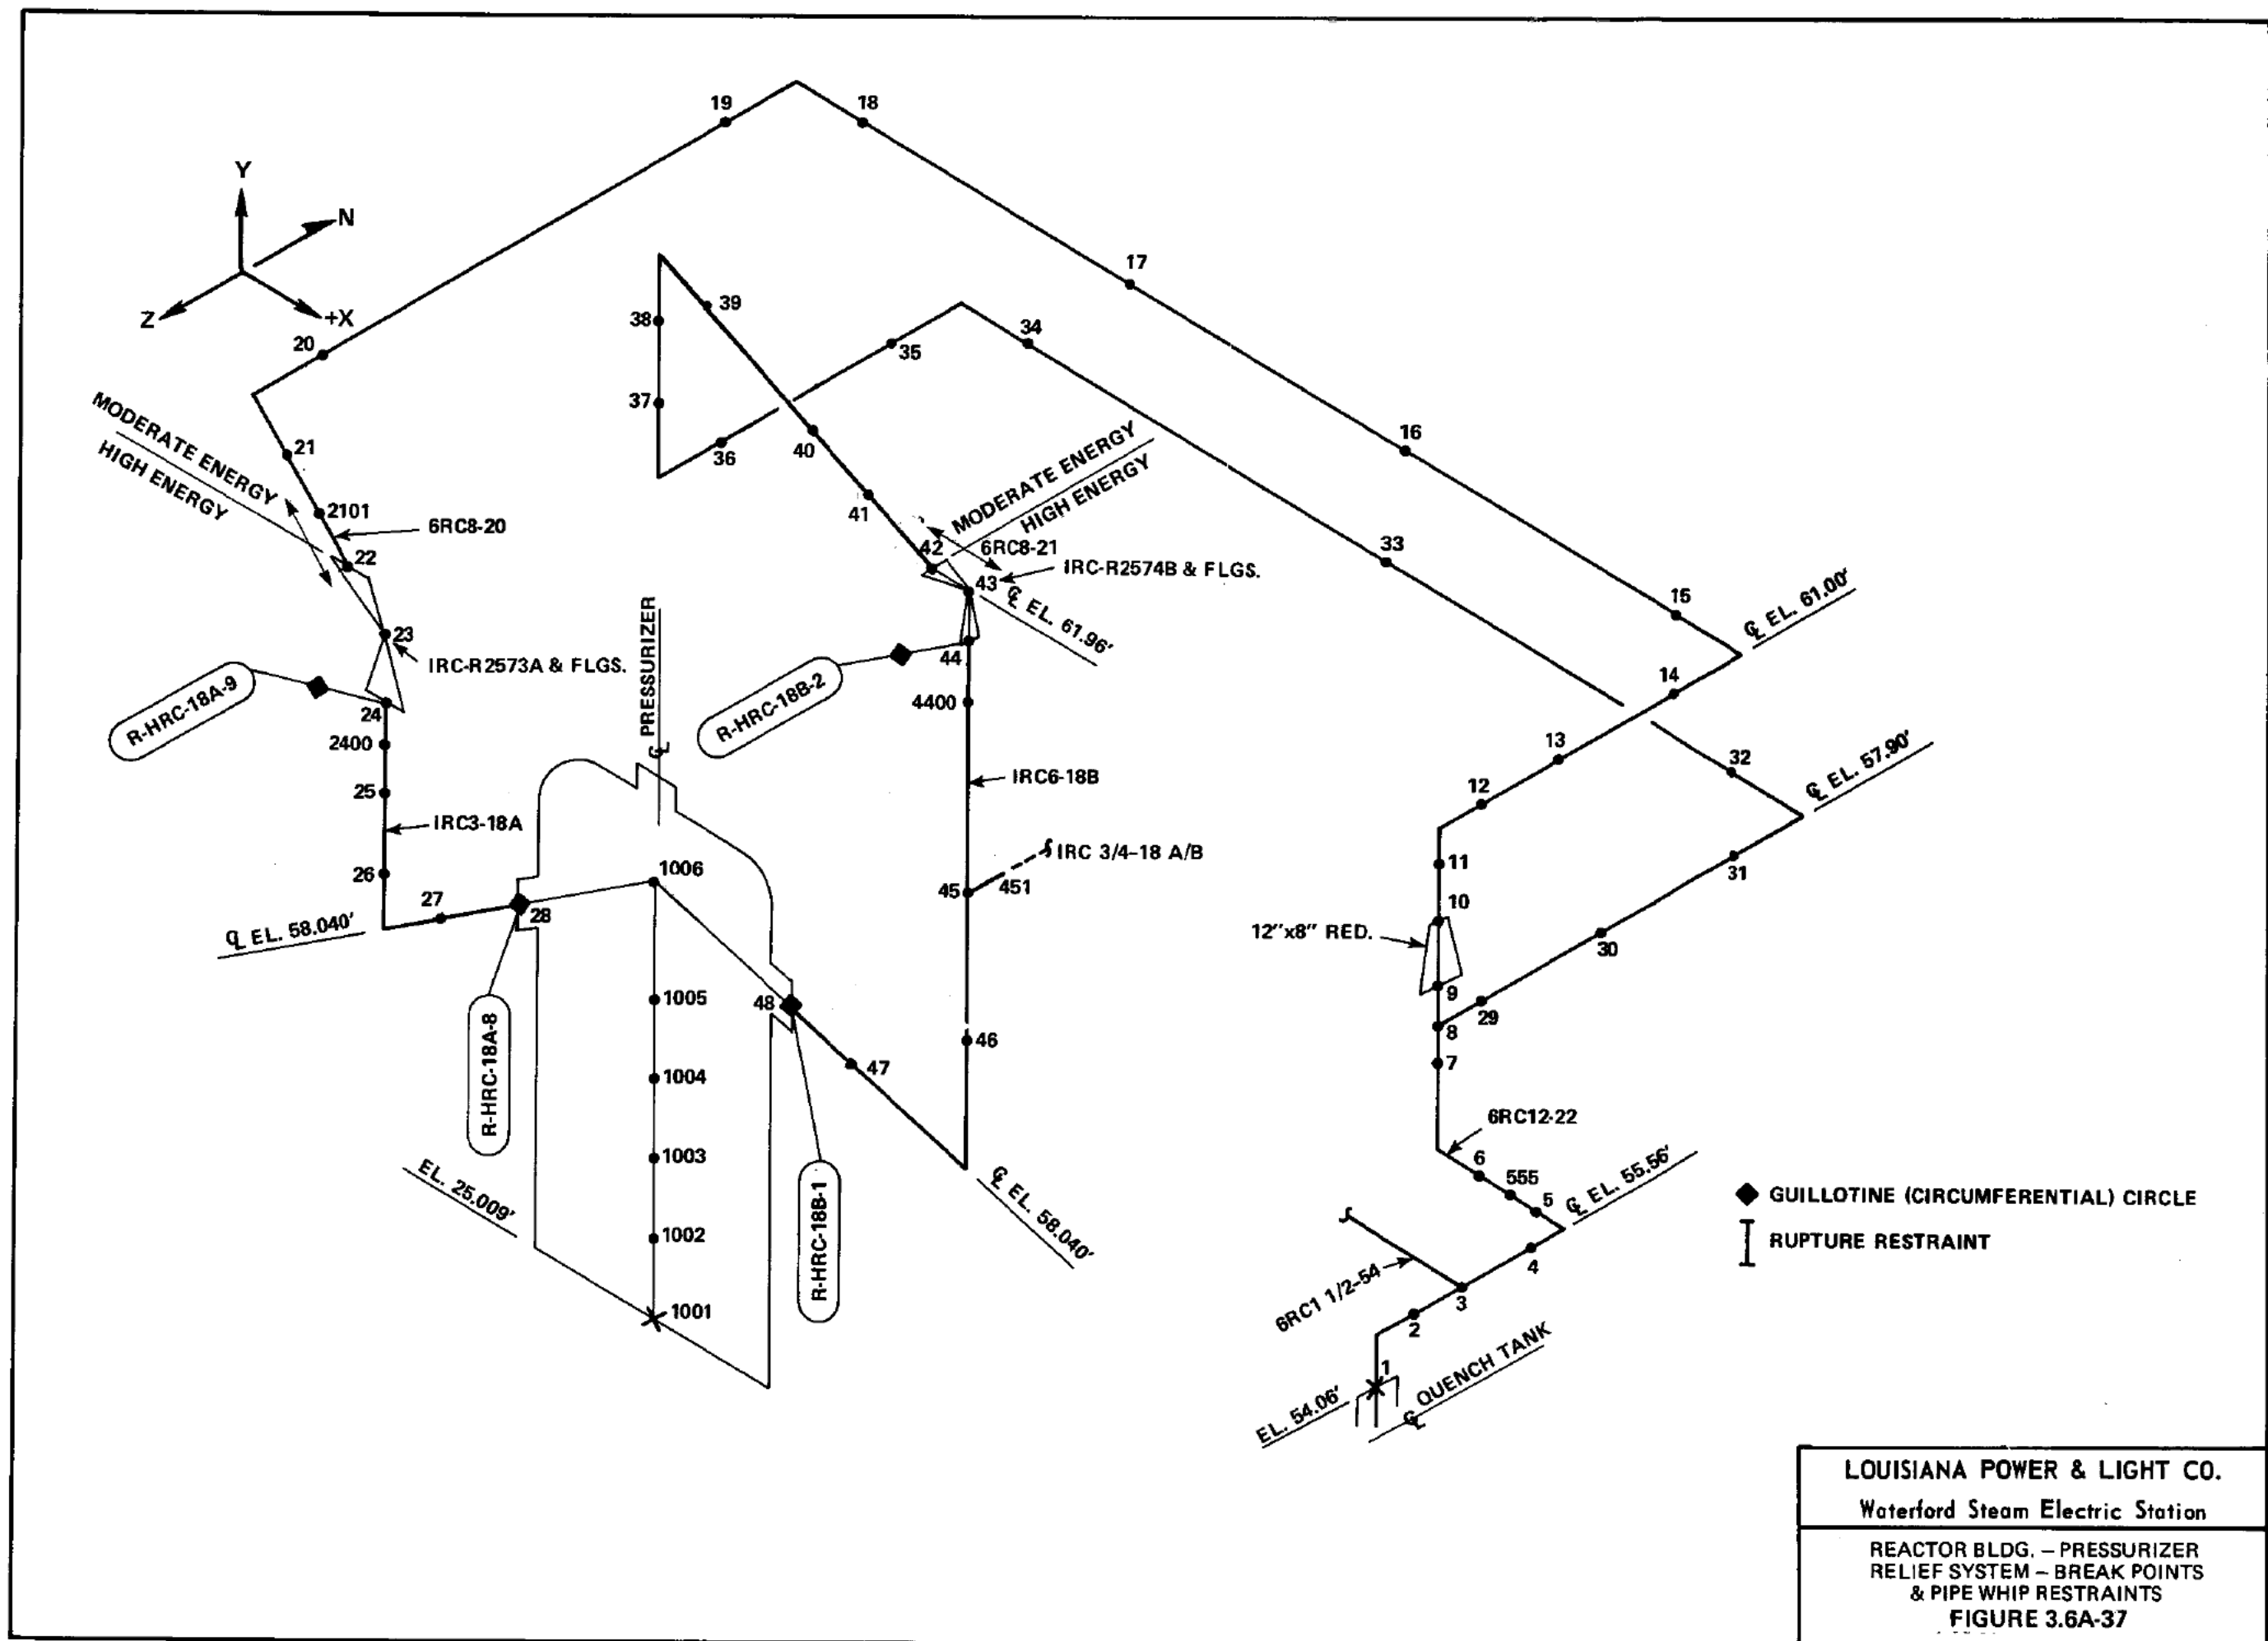 19
18
Y
N
Z
+X
17
39
38
20
34
35
37
16
MODERATE ENERGY
HIGH ENERGY
21
36
40
MODERATE ENERGY
HIGH ENERGY
2101
6RC8-20
41
22
42
6RC8-21
IRC-R2574B & FLGS.
43
℄ EL. 61.96'
33
15
℄ EL. 61.00'
23
IRC-R2573A & FLGS.
R-HRC-18A-9
24
℄ PRESSURIZER
R-HRC-18B-2
44
4400
14
2400
13
32
℄ EL. 57.90'
25
IRC6-18B
12
IRC3-18A
IRC 3/4-18 A/B
11
31
26
1006
45
451
27
28
10
℄ EL. 58.040'
12"x8" RED.
30
9
1005
48
29
8
R-HRC-18A-8
46
7
1004
47
6RC12-22
1003
6
555
5
℄ EL. 55.56'
EL. 25.009'
R-HRC-18B-1
℄ EL. 58.040'
1002
4
6RC1 1/2-54
3
1001
2
1
EL. 54.06'
℄ QUENCH TANK
GUILLOTINE (CIRCUMFERENTIAL) CIRCLE
RUPTURE RESTRAINT
LOUISIANA POWER & LIGHT CO.
Waterford Steam Electric Station
REACTOR BLDG. – PRESSURIZER
RELIEF SYSTEM – BREAK POINTS
& PIPE WHIP RESTRAINTS
FIGURE 3.6A-37